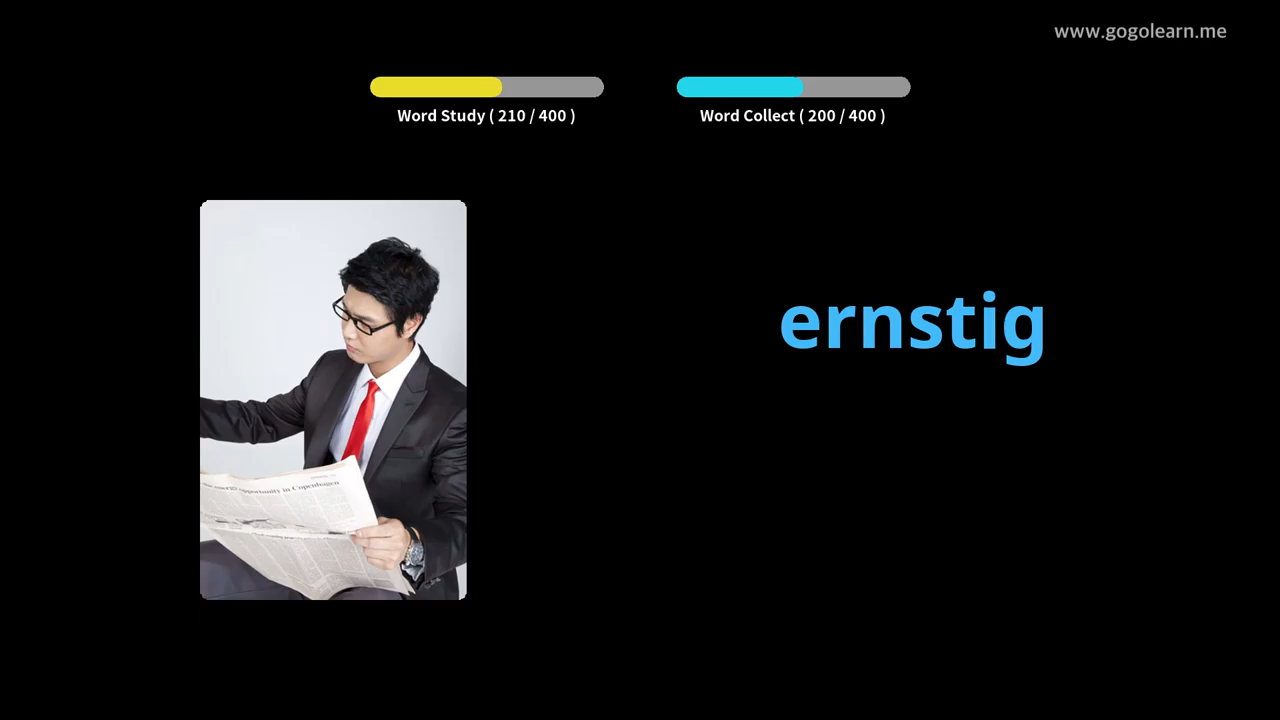 www.gogolearn.me
Word Study ( 210 / 400 )
Word Collect ( 200 / 400 )
ernstig
opportunity in Copenhagen